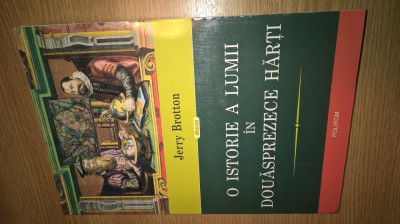 Jerry Brotton
O ISTORIE A LUMII
ÎN
DOUĂSPREZECE HĂRȚI
POLIROM